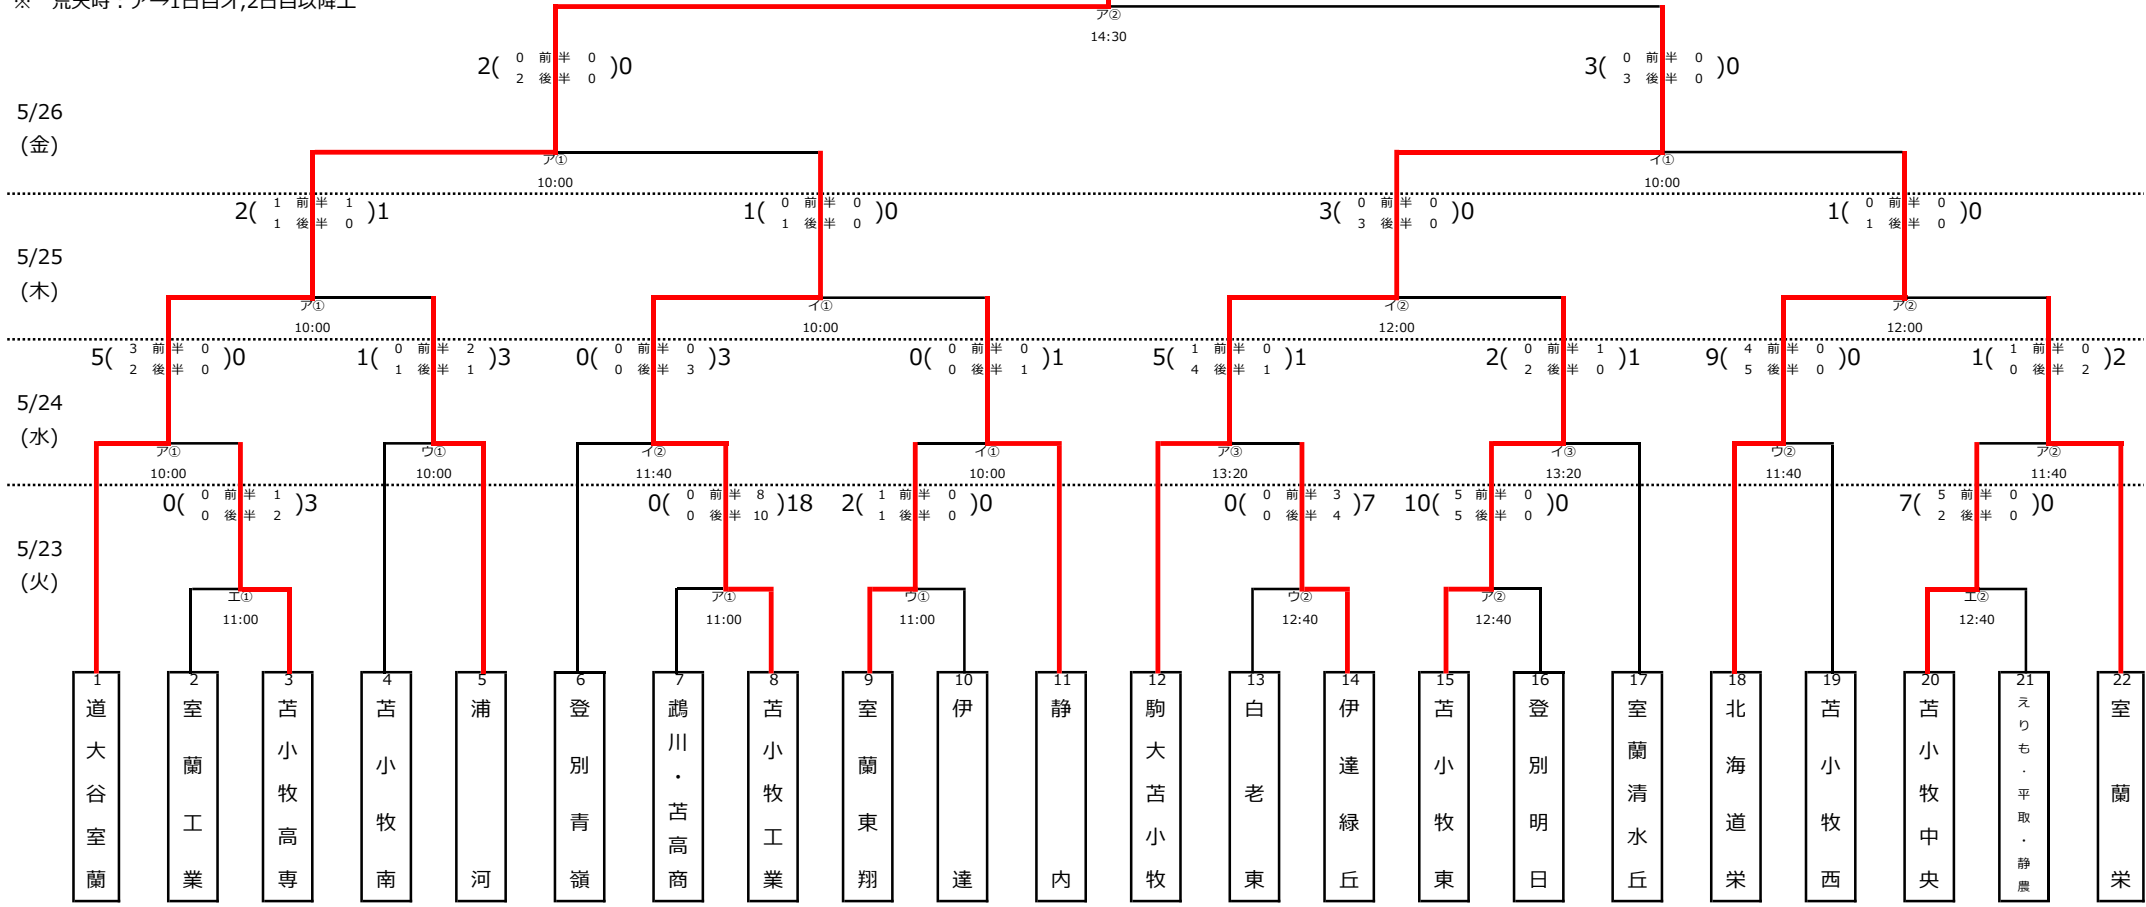 ※　荒天時：ア→1日目オ,2日目以降エ
ア②
14:30
2( 0 前半 0 )0
2 後半 0
3( 0 前半 0 )0
3 後半 0
5/26
(金)
ア①
10:00
イ①
10:00
2( 1 前半 1 )1
1 後半 0
1( 0 前半 0 )0
1 後半 0
3( 0 前半 0 )0
3 後半 0
1( 0 前半 0 )0
1 後半 0
5/25
(木)
ア①
10:00
イ①
10:00
イ②
12:00
ア②
12:00
5( 3 前半 0 )0
2 後半 0
1( 0 前半 2 )3
1 後半 1
0( 0 前半 0 )3
0 後半 3
0( 0 前半 0 )1
0 後半 1
5( 1 前半 0 )1
4 後半 1
2( 0 前半 1 )1
2 後半 0
9( 4 前半 0 )0
5 後半 0
1( 1 前半 0 )2
0 後半 2
5/24
(水)
ア①
10:00
ウ①
10:00
イ②
11:40
イ①
10:00
ア③
13:20
イ③
13:20
ウ②
11:40
ア②
11:40
0( 0 前半 1 )3
0 後半 2
0( 0 前半 8 )18
0 後半 10
2( 1 前半 0 )0
1 後半 0
0( 0 前半 3 )7
0 後半 4
10( 5 前半 0 )0
5 後半 0
7( 5 前半 0 )0
2 後半 0
5/23
(火)
エ①
11:00
ア①
11:00
ウ①
11:00
ウ②
12:40
ア②
12:40
エ②
12:40
1
道大谷室蘭
2
室蘭工業
3
苫小牧高専
4
苫小牧南
5
浦河
6
登別青嶺
7
鵡川・苫高商
8
苫小牧工業
9
室蘭東翔
10
伊達
11
静内
12
駒大苫小牧
13
白老東
14
伊達緑丘
15
苫小牧東
16
登別明日
17
室蘭清水丘
18
北海道栄
19
苫小牧西
20
苫小牧中央
21
えりも・平取・静農
22
室蘭栄